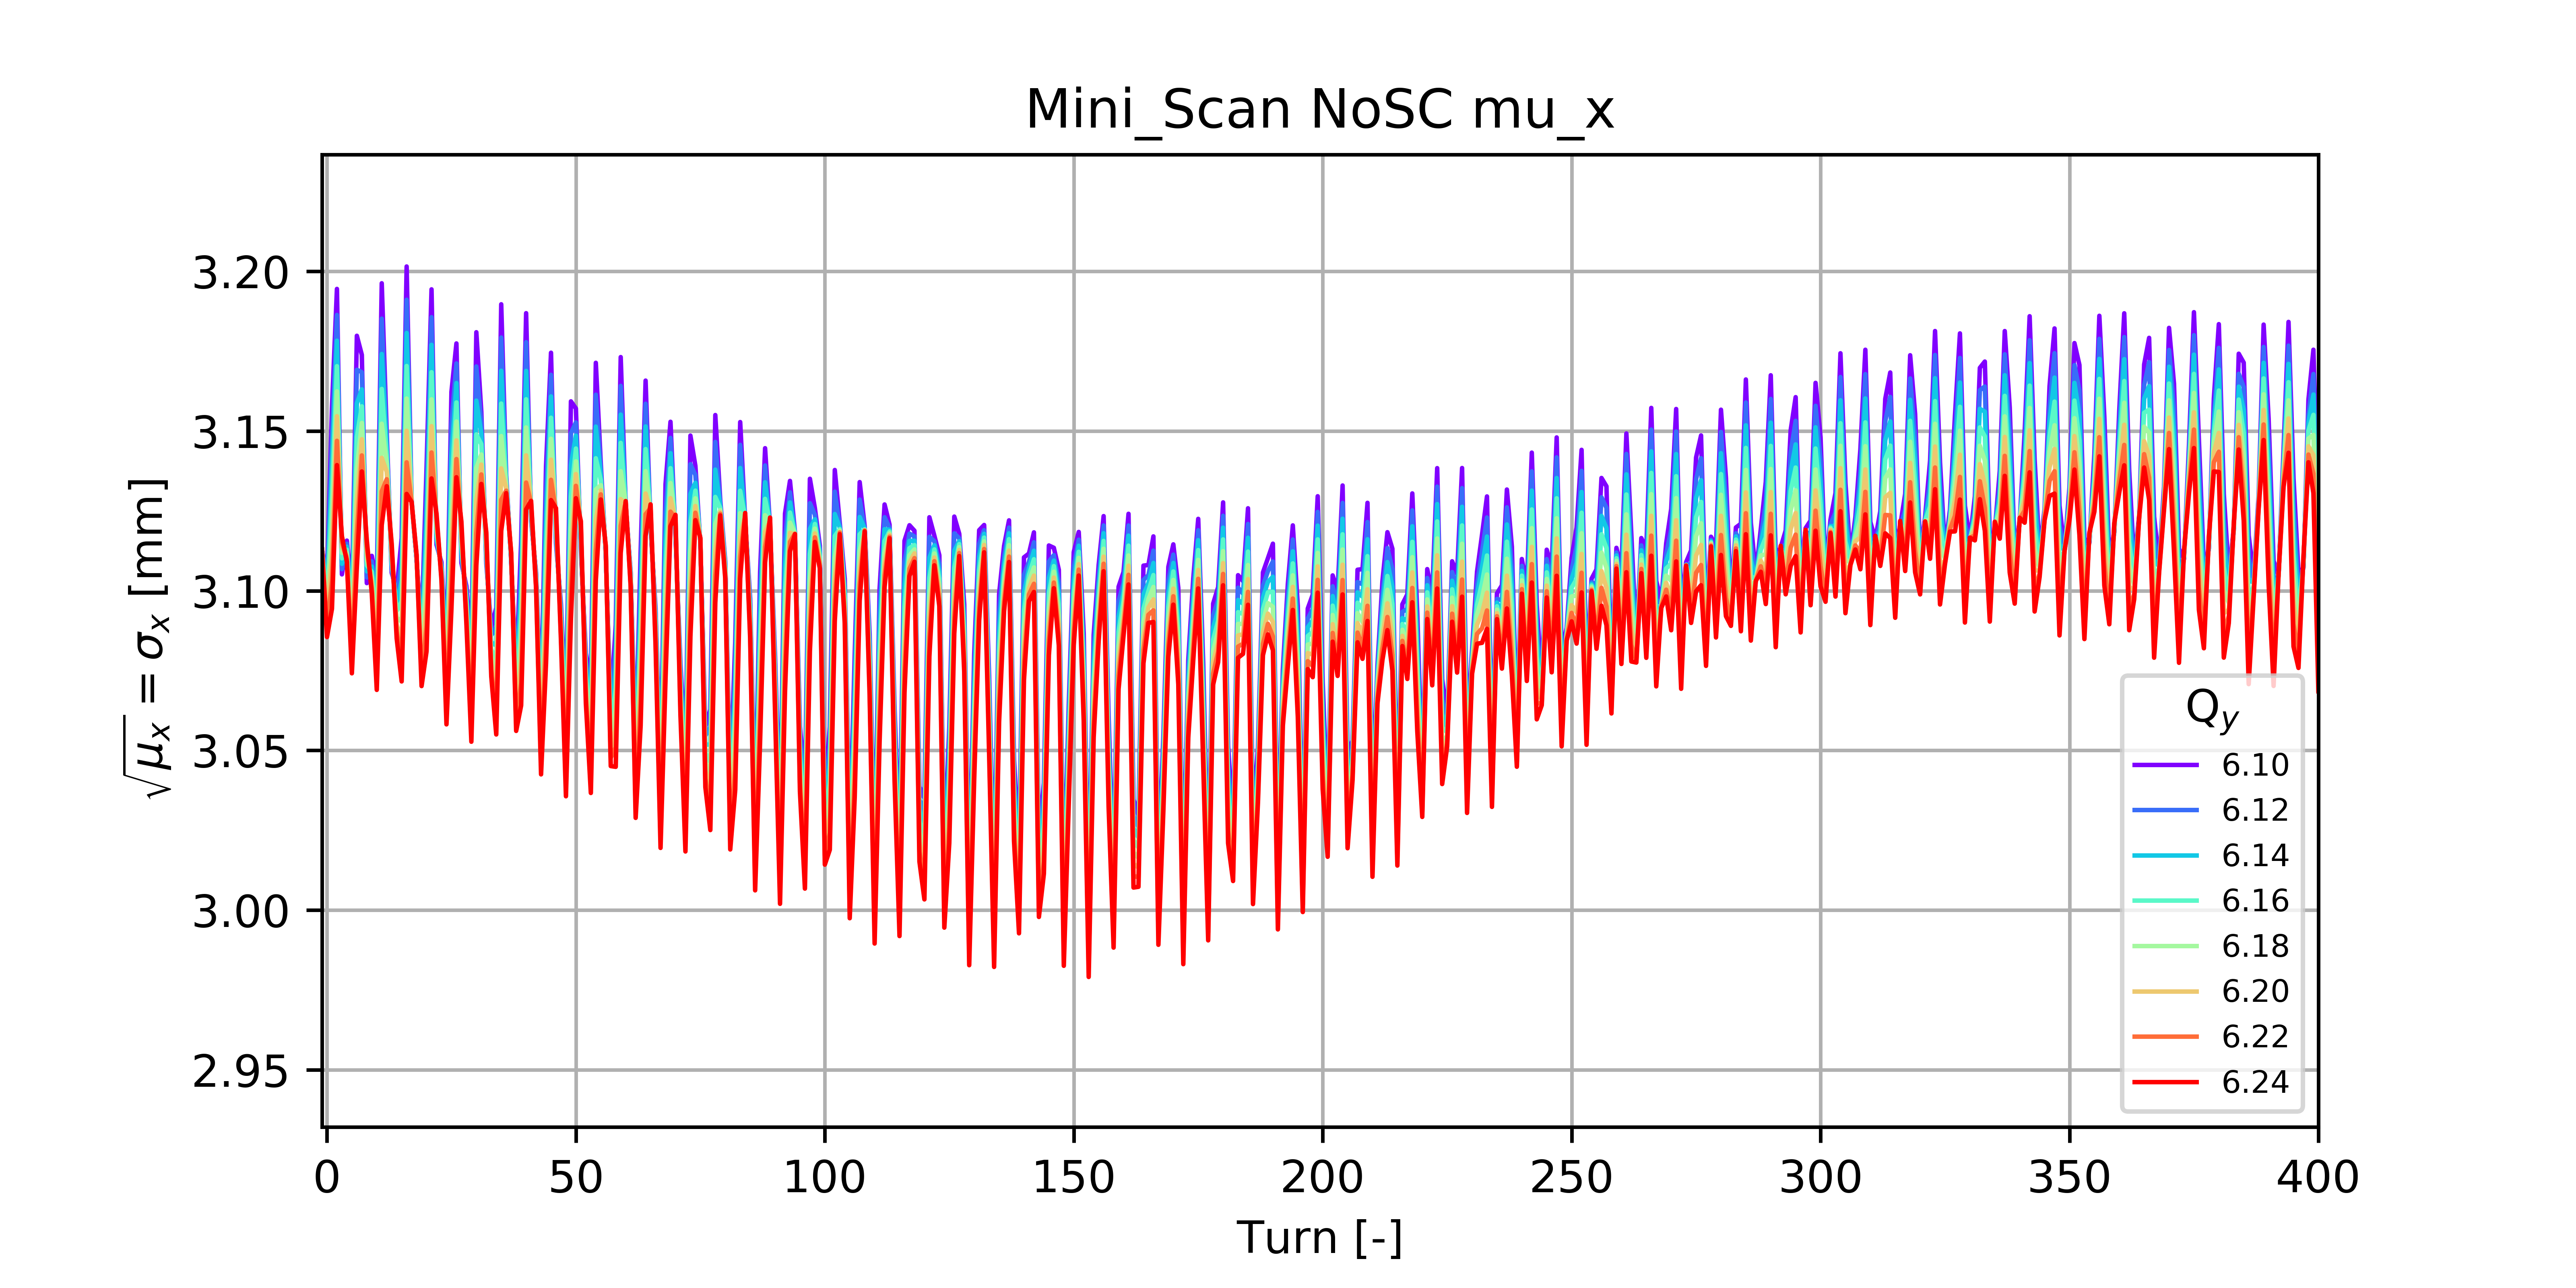 Mini_Scan NoSC mu_x
√μₓ = σₓ [mm]
3.20
3.15
3.10
3.05
3.00
2.95
0 50 100 150 200 250 300 350 400
Turn [-]
Q_y
6.10
6.12
6.14
6.16
6.18
6.20
6.22
6.24